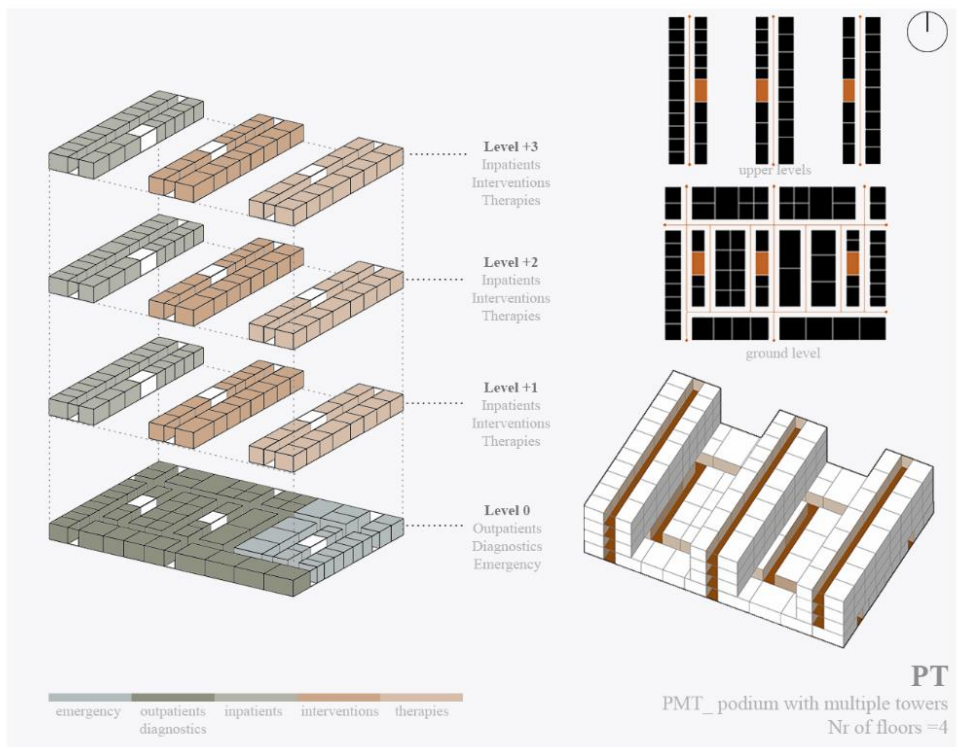 upper levels
Level +3
Inpatients
Interventions
Therapies
Level +2
Inpatients
Interventions
Therapies
ground level
Level +1
Inpatients
Interventions
Therapies
Level 0
Outpatients
Diagnostics
Emergency
emergency
outpatients
diagnostics
inpatients
interventions
therapies
PT
PMT_ podium with multiple towers
Nr of floors =4